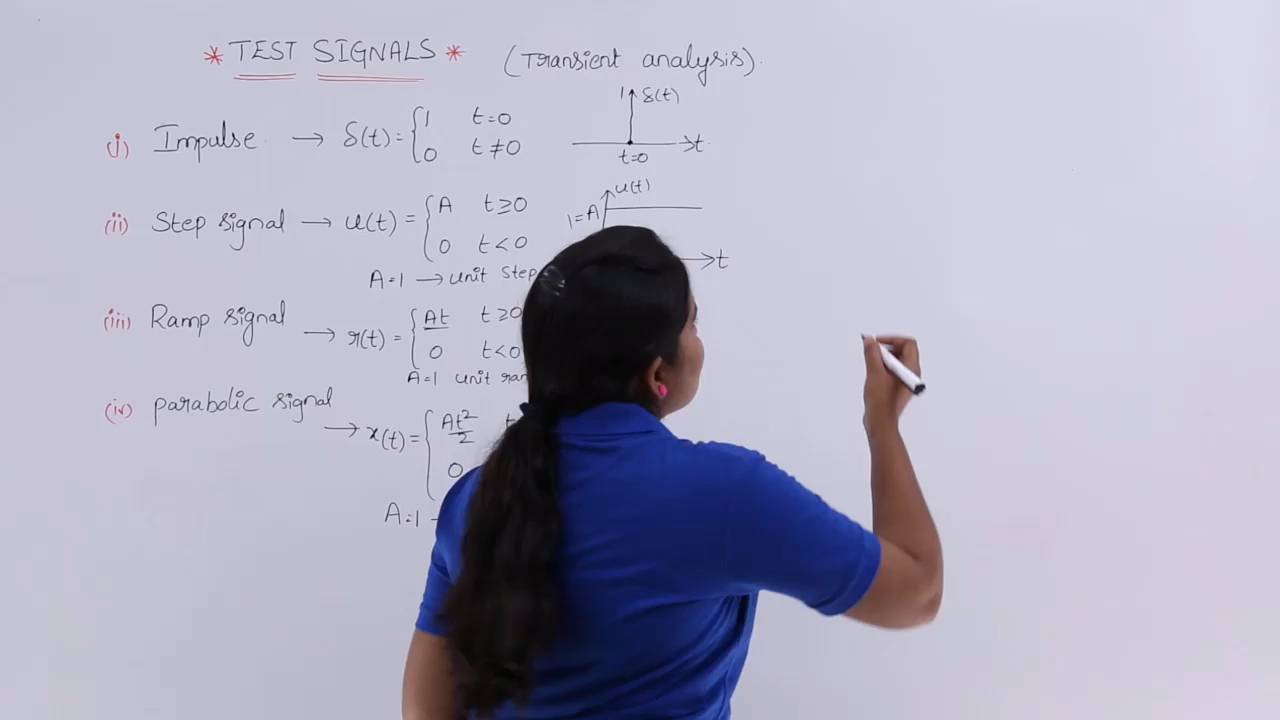 * TEST SIGNALS * (Transient analysis).
(i) Impulse → δ(t) = { 1 t=0
0 t≠0
1 δ(t)
→t
t=0
(ii) Step signal → u(t) = { A t≥0
0 t<0
u(t)
1=A
→t
A=1 → unit step
(iii) Ramp signal → r(t) = { At t≥0
0 t<0
A=1 unit
(iv) parabolic signal → x(t) = { At²/2
0
A=1